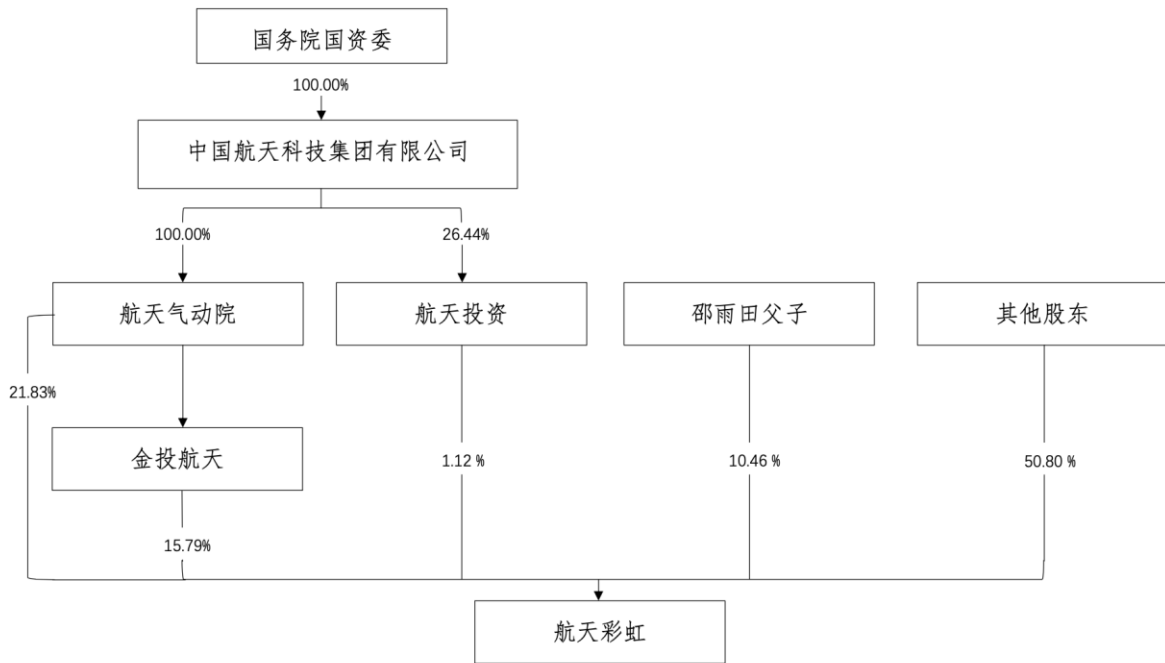 国务院国资委
100.00%
中国航天科技集团有限公司
100.00%
26.44%
航天气动院
航天投资
邵雨田父子
其他股东
21.83%
金投航天
1.12 %
10.46 %
50.80 %
15.79%
航天彩虹